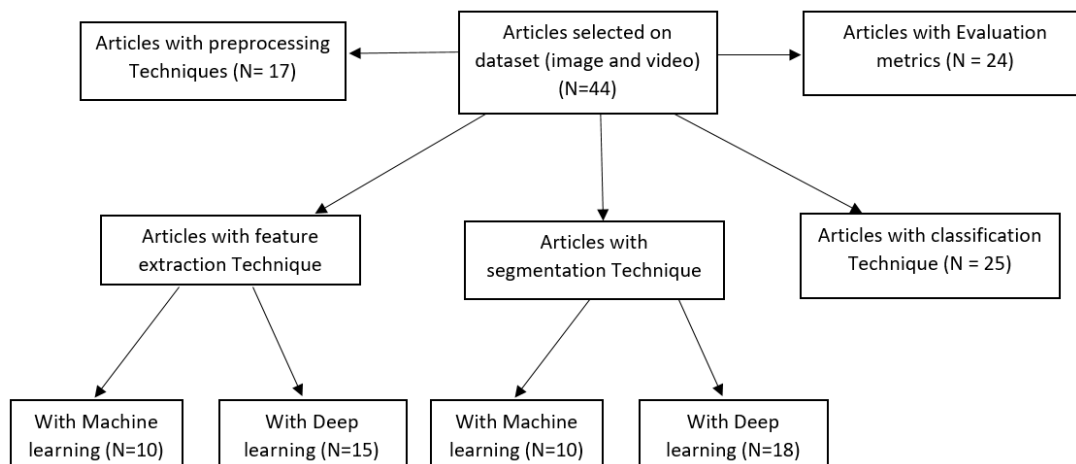 Articles with preprocessing
Techniques (N= 17)
Articles selected on
dataset (image and video)
(N=44)
Articles with Evaluation
metrics (N = 24)
Articles with feature
extraction Technique
Articles with
segmentation Technique
Articles with classification
Technique (N = 25)
With Machine
learning (N=10)
With Deep
learning (N=15)
With Machine
learning (N=10)
With Deep
learning (N=18)